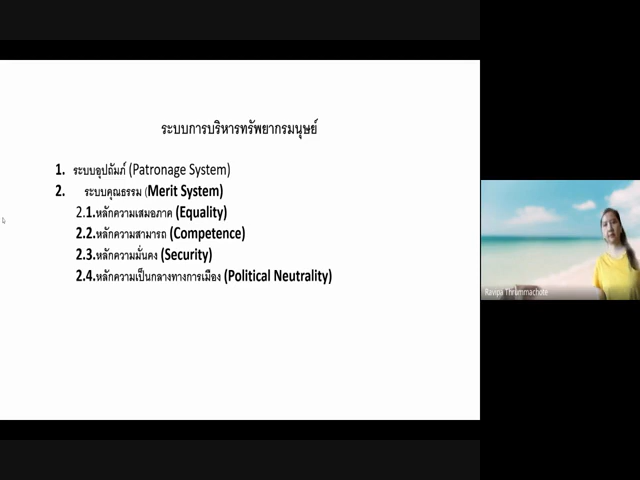 ระบบการบริหารทรัพยากรมนุษย์
1. ระบบอุปถัมภ์ (Patronage System)
2. ระบบคุณธรรม (Merit System)
2.1.หลักความเสมอภาค (Equality)
2.2.หลักความสามารถ (Competence)
2.3.หลักความมั่นคง (Security)
2.4.หลักความเป็นกลางทางการเมือง (Political Neutrality)
Ravipa Thrummachote